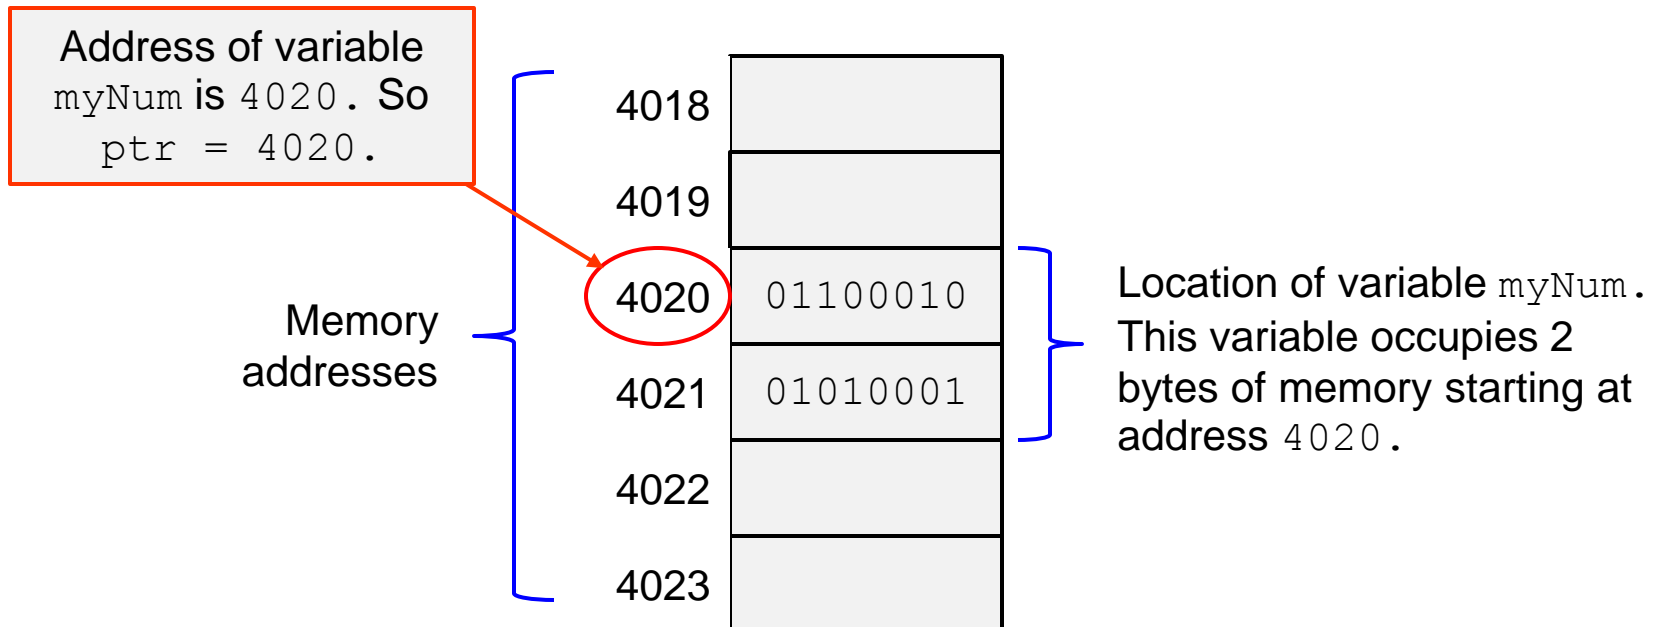 Address of variable
myNum is 4020. So
ptr = 4020.
Memory
addresses
4018
4019
4020 01100010
4021 01010001
4022
4023
Location of variable myNum.
This variable occupies 2
bytes of memory starting at
address 4020.